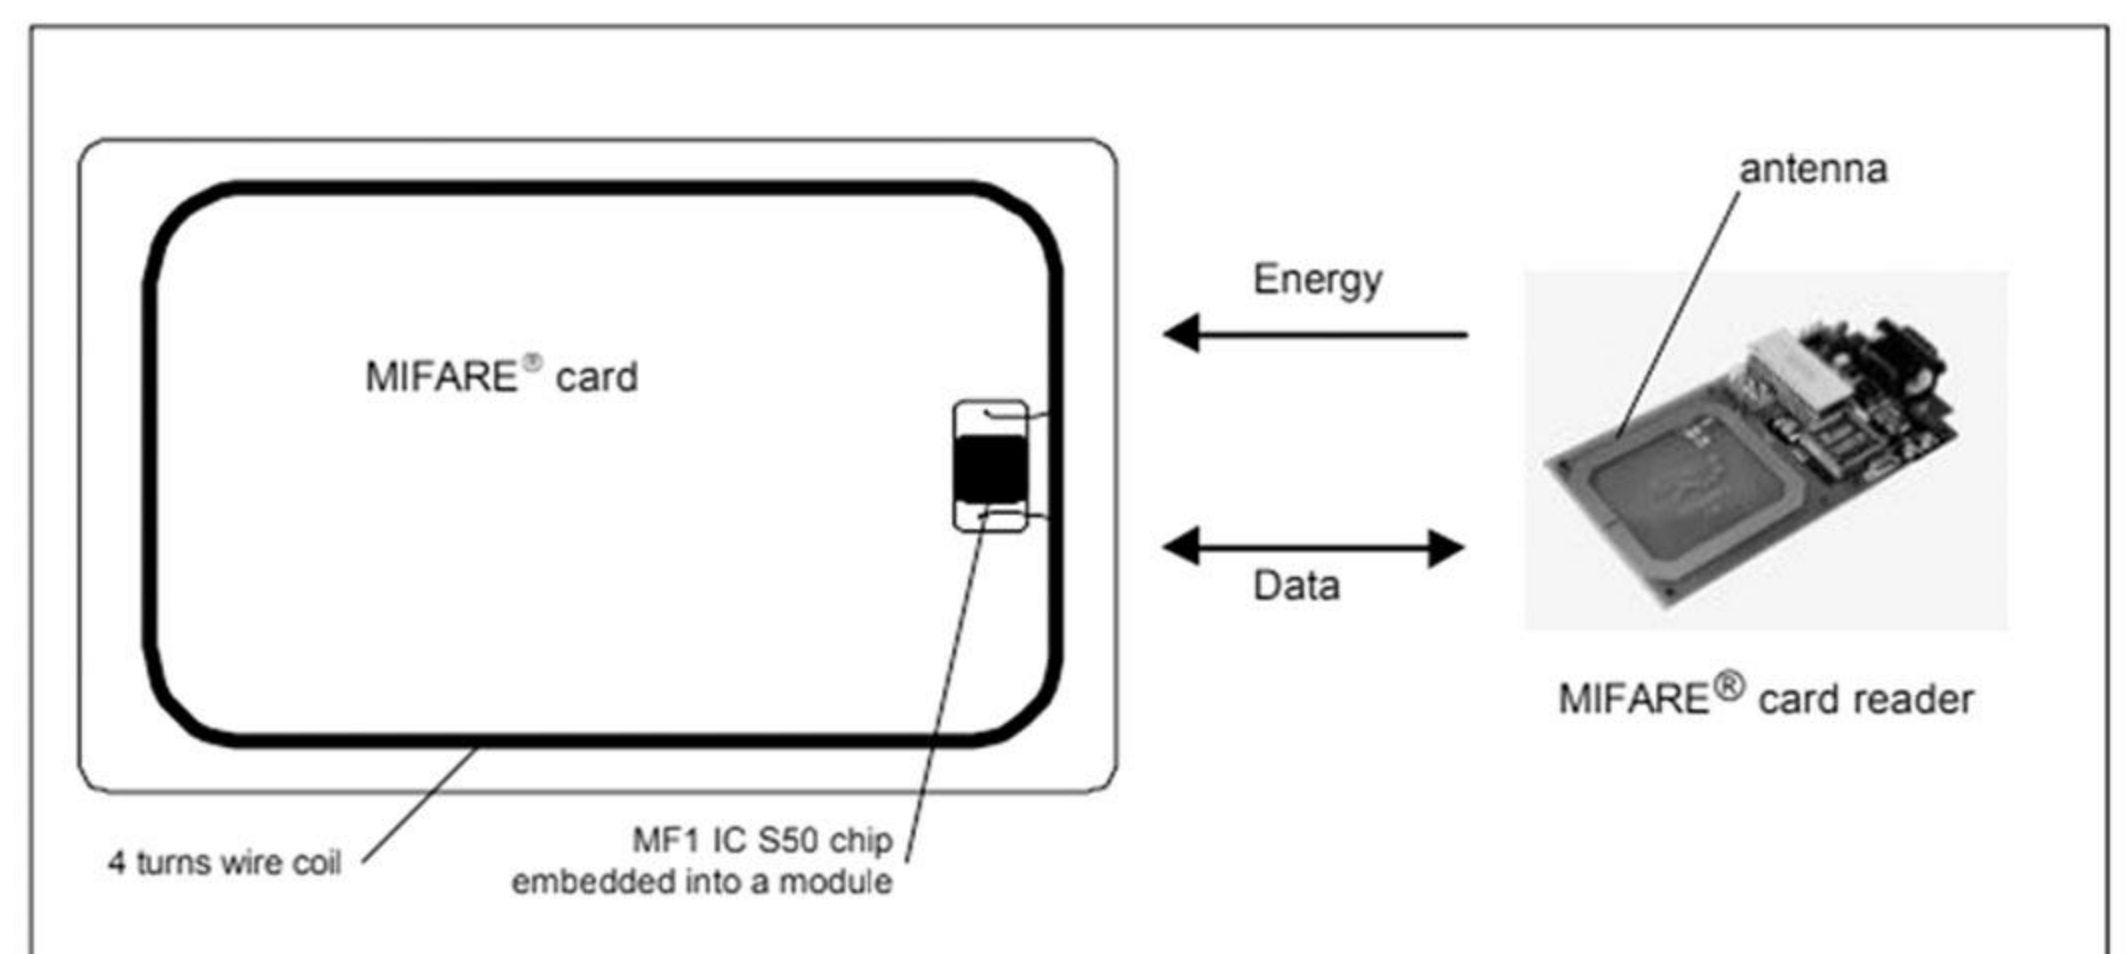 antenna
Energy
MIFARE® card
Data
MIFARE® card reader
MF1 IC S50 chip
4 turns wire coil
embedded into a module